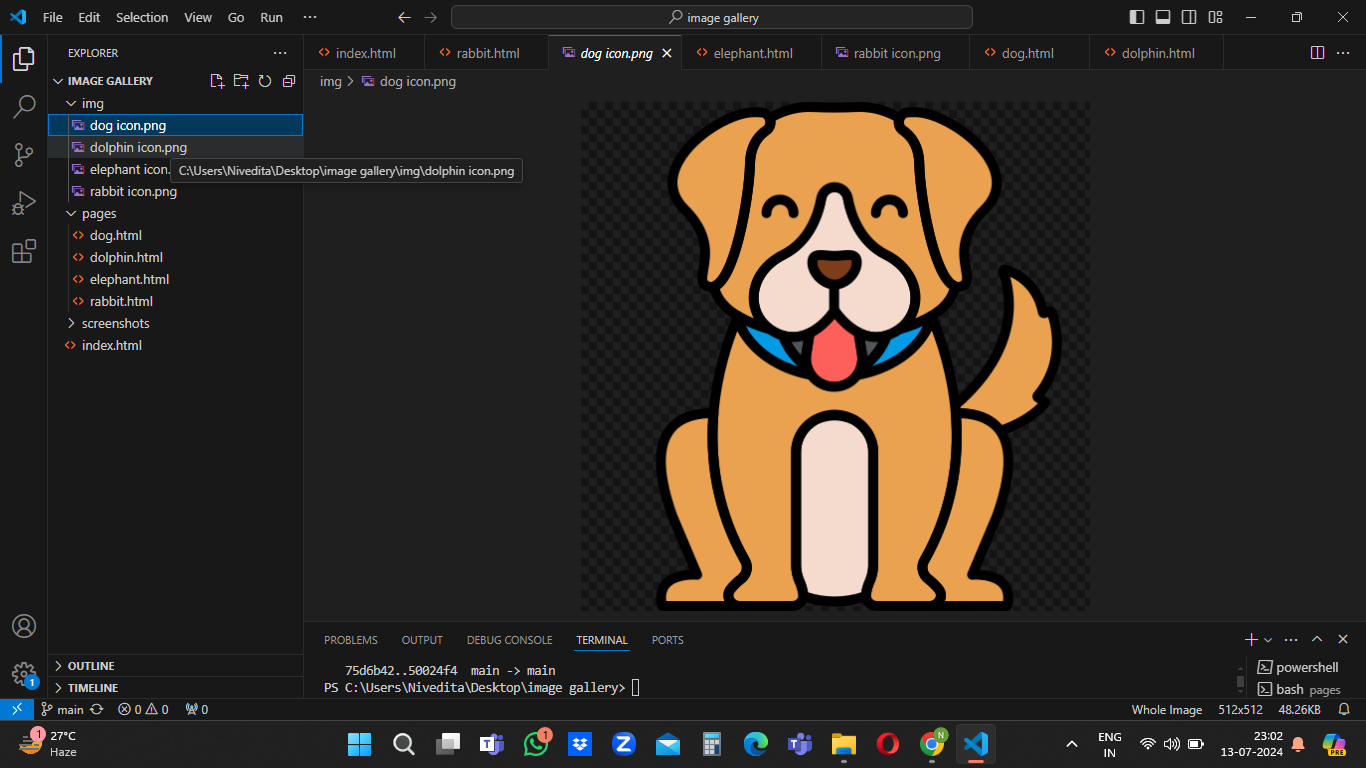 File Edit Selection View Go Run ··· image gallery
EXPLORER ···
index.html rabbit.html dog icon.png elephant.html rabbit icon.png dog.html dolphin.html ···
IMAGE GALLERY
img > dog icon.png
img
dog icon.png
dolphin icon.png
elephant icon.
C:\Users\Nivedita\Desktop\image gallery\img\dolphin icon.png
rabbit icon.png
pages
dog.html
dolphin.html
elephant.html
rabbit.html
screenshots
index.html
PROBLEMS OUTPUT DEBUG CONSOLE TERMINAL PORTS
75d6b42..50024f4 main -> main
PS C:\Users\Nivedita\Desktop\image gallery>
powershell
bash pages
OUTLINE
TIMELINE
1
main 0 0 0 Whole Image 512x512 48.26KB
1
27°C
Haze
1
N
ENG
IN
23:02
13-07-2024
PRE